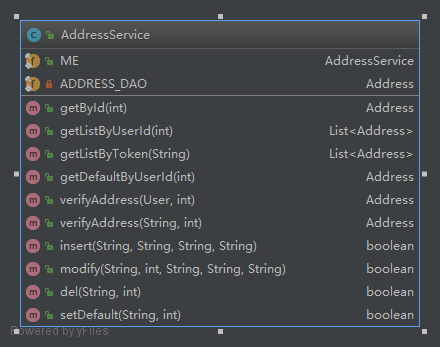 AddressService
ME AddressService
ADDRESS_DAO Address
getById(int) Address
getListByUserId(int) List<Address>
getListByToken(String) List<Address>
getDefaultByUserId(int) Address
verifyAddress(User, int) Address
verifyAddress(String, int) Address
insert(String, String, String, String) boolean
modify(String, int, String, String, String) boolean
del(String, int) boolean
setDefault(String, int) boolean
Powered by yFiles